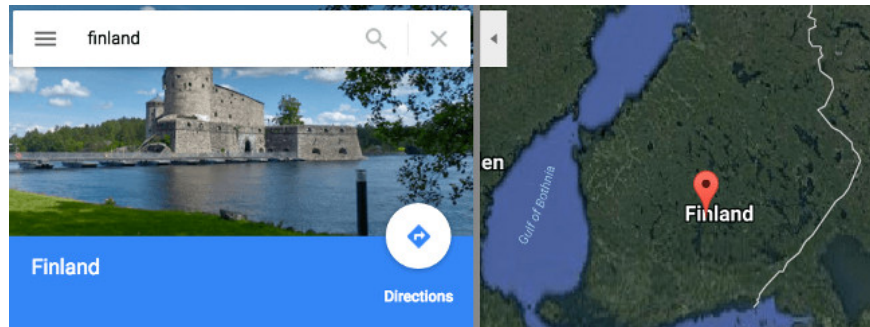 finland
Finland
Directions
en
Gulf of Bothnia
Finland